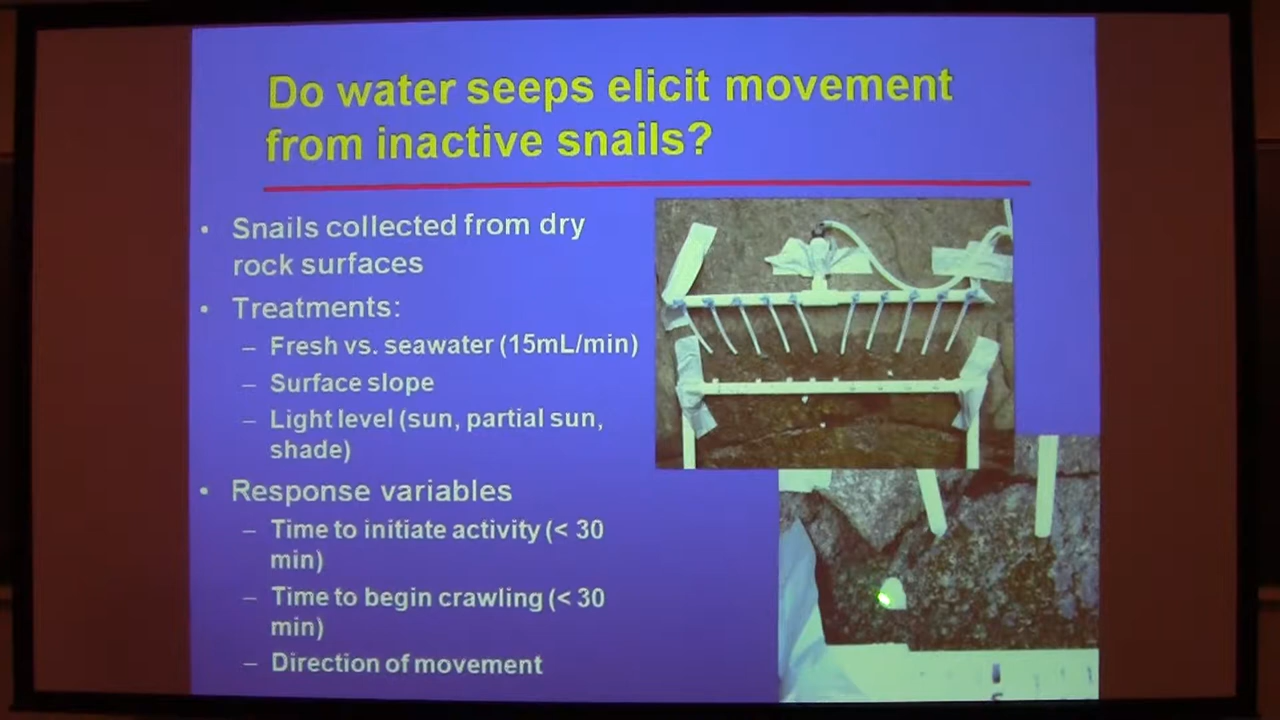 Do water seeps elicit movement
from inactive snails?
• Snails collected from dry
rock surfaces
• Treatments:
– Fresh vs. seawater (15mL/min)
– Surface slope
– Light level (sun, partial sun,
shade)
• Response variables
– Time to initiate activity (< 30
min)
– Time to begin crawling (< 30
min)
– Direction of movement